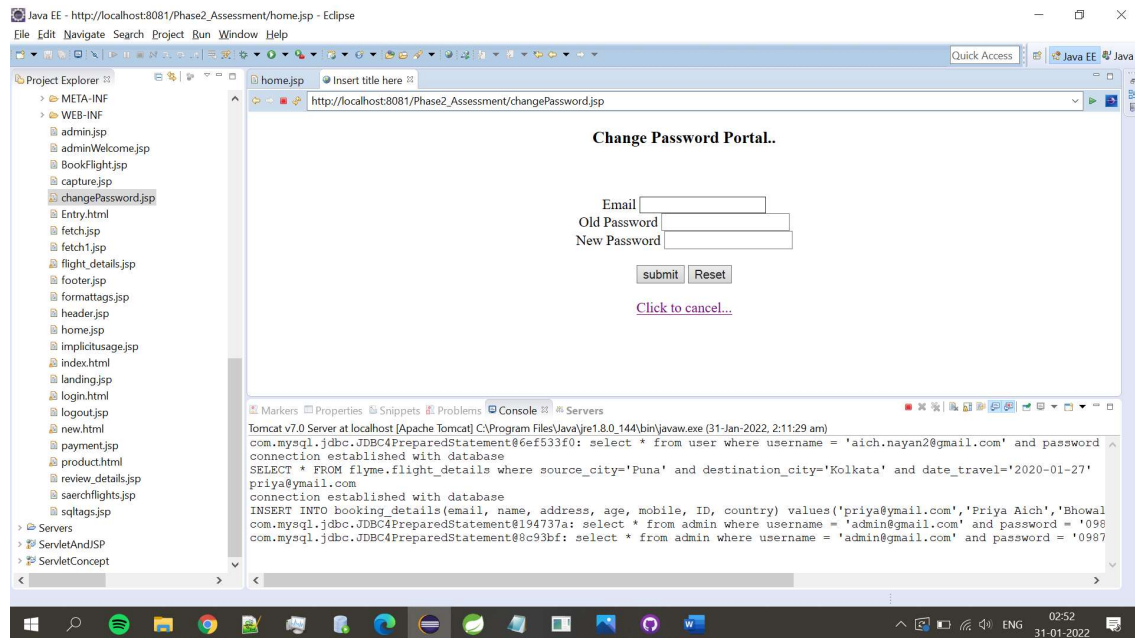 Java EE - http://localhost:8081/Phase2_Assessment/home.jsp - Eclipse
File Edit Navigate Search Project Run Window Help
Quick Access
Java EE
Java
Project Explorer
META-INF
WEB-INF
admin.jsp
adminWelcome.jsp
BookFlight.jsp
capture.jsp
changePassword.jsp
Entry.html
fetch.jsp
fetch1.jsp
flight_details.jsp
footer.jsp
formattags.jsp
header.jsp
home.jsp
implicitusage.jsp
index.html
landing.jsp
login.html
logout.jsp
new.html
payment.jsp
product.html
review_details.jsp
saerchflights.jsp
sqltags.jsp
Servers
ServletAndJSP
ServletConcept
home.jsp
Insert title here
http://localhost:8081/Phase2_Assessment/changePassword.jsp
Change Password Portal..
Email
Old Password
New Password
submit Reset
Click to cancel...
Markers Properties Snippets Problems Console Servers
Tomcat v7.0 Server at localhost [Apache Tomcat] C:\Program Files\Java\jre1.8.0_144\bin\javaw.exe (31-Jan-2022, 2:11:29 am)
com.mysql.jdbc.JDBC4PreparedStatement@6ef533f0: select * from user where username = 'aich.nayan2@gmail.com' and password
connection established with database
SELECT * FROM flyme.flight_details where source_city='Puna' and destination_city='Kolkata' and date_travel='2020-01-27'
priya@ymail.com
connection established with database
INSERT INTO booking_details(email, name, address, age, mobile, ID, country) values('priya@ymail.com','Priya Aich','Bhowal
com.mysql.jdbc.JDBC4PreparedStatement@194737a: select * from admin where username = 'admin@gmail.com' and password = '098
com.mysql.jdbc.JDBC4PreparedStatement@8c93bf: select * from admin where username = 'admin@gmail.com' and password = '0987
ENG
02:52
31-01-2022